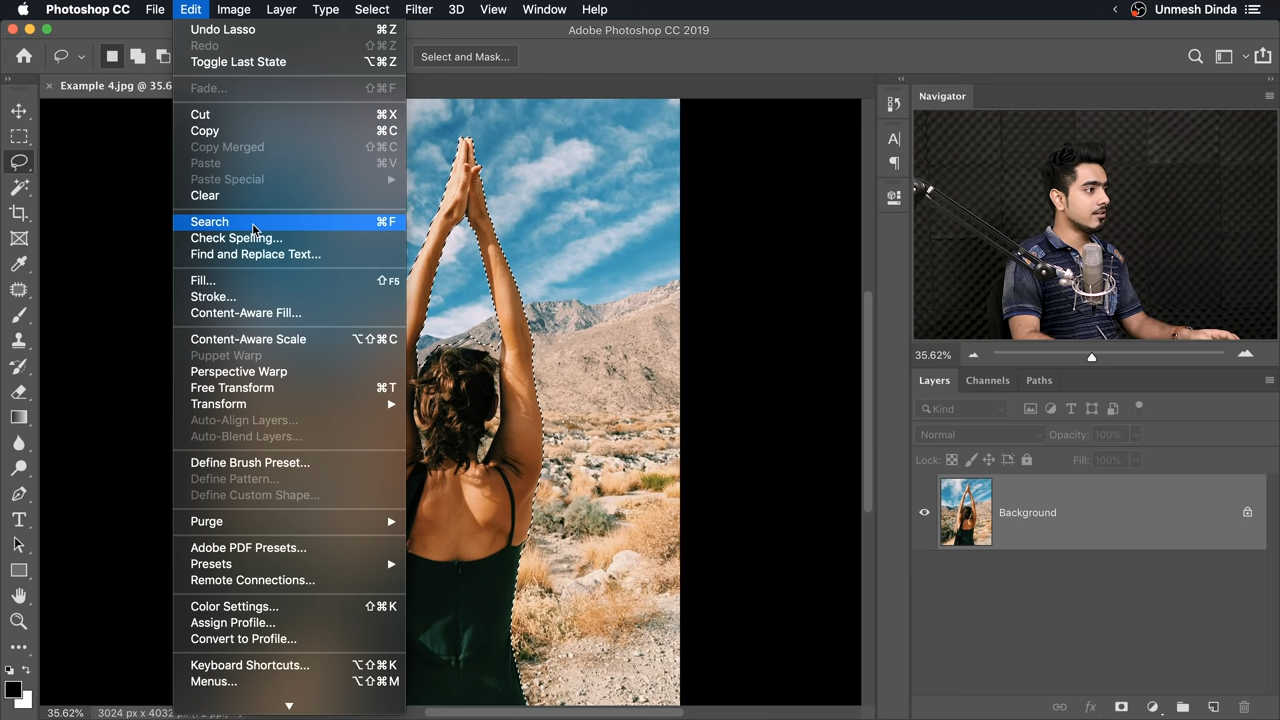 Photoshop CC File Edit Image Layer Type Select Filter 3D View Window Help Unmesh Dinda
Adobe Photoshop CC 2019
Select and Mask...
Example 4.jpg @ 35.6
Undo Lasso ⌘Z
Redo ⇧⌘Z
Toggle Last State ⌥⌘Z
Fade... ⇧⌘F
Cut ⌘X
Copy ⌘C
Copy Merged ⇧⌘C
Paste ⌘V
Paste Special
Clear
Search ⌘F
Check Spelling...
Find and Replace Text...
Fill... ⇧F5
Stroke...
Content-Aware Fill...
Content-Aware Scale ⌥⇧⌘C
Puppet Warp
Perspective Warp
Free Transform ⌘T
Transform
Auto-Align Layers...
Auto-Blend Layers...
Define Brush Preset...
Define Pattern...
Define Custom Shape...
Purge
Adobe PDF Presets...
Presets
Remote Connections...
Color Settings... ⇧⌘K
Assign Profile...
Convert to Profile...
Keyboard Shortcuts... ⌥⇧⌘K
Menus... ⌥⇧⌘M
35.62% 3024 px x 4032
Navigator
35.62%
Layers Channels Paths
Kind
Normal Opacity: 100%
Lock: Fill: 100%
Background